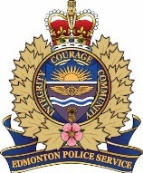 INTEGRITY COURAGE COMMUNITY
EDMONTON POLICE SERVICE